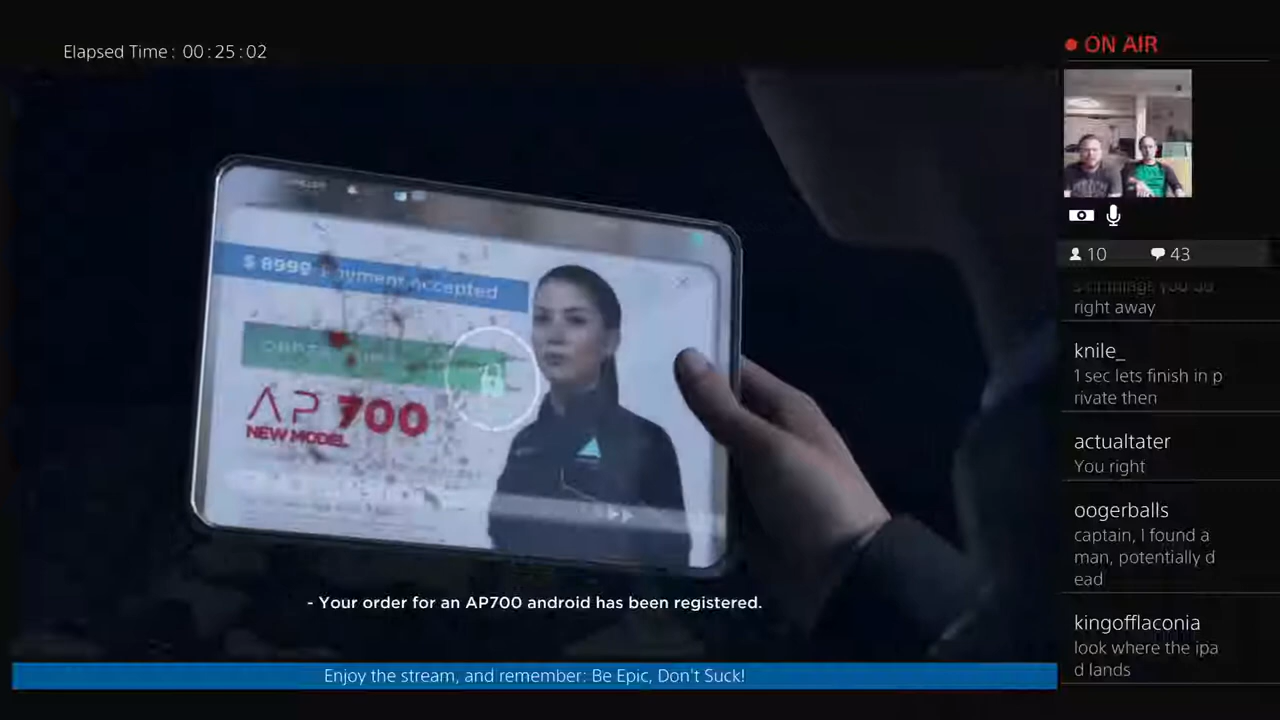 Elapsed Time: 00:25:02
ON AIR
10
43
right away
knile_
1 sec lets finish in p
rivate then
actualtater
You right
oogerballs
captain, I found a
man, potentially d
ead
kingofflaconia
look where the ipa
d lands
$ 8999 Payment Accepted
AP 700
NEW MODEL
- Your order for an AP700 android has been registered.
Enjoy the stream, and remember: Be Epic, Don't Suck!